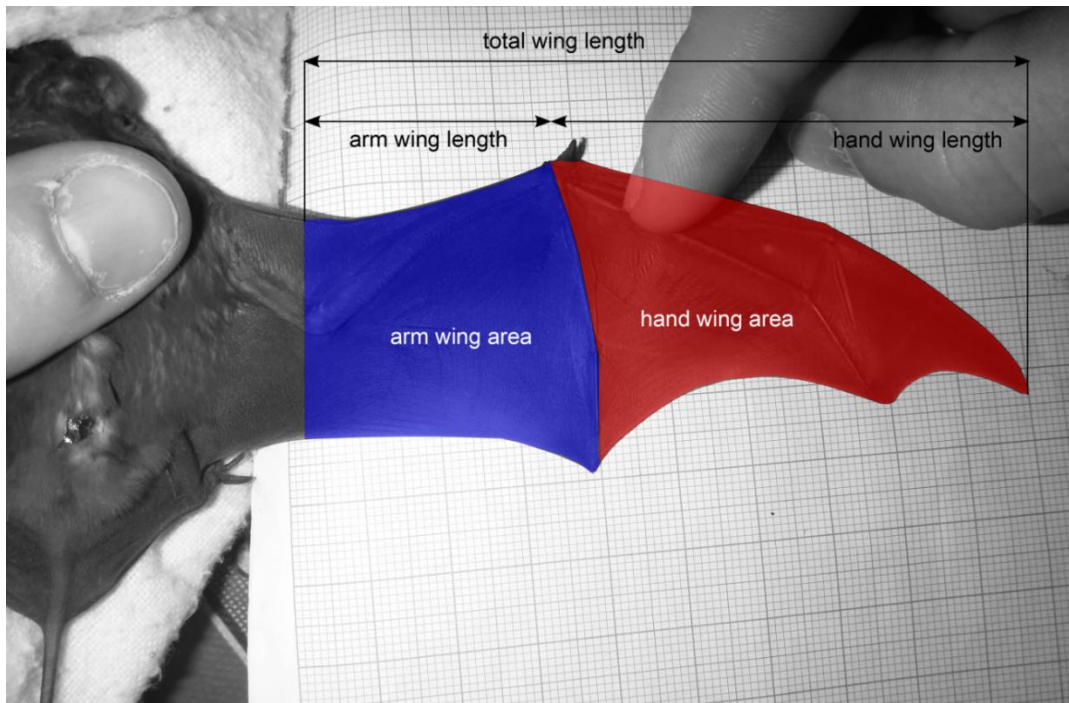 total wing length
arm wing length
hand wing length
arm wing area
hand wing area